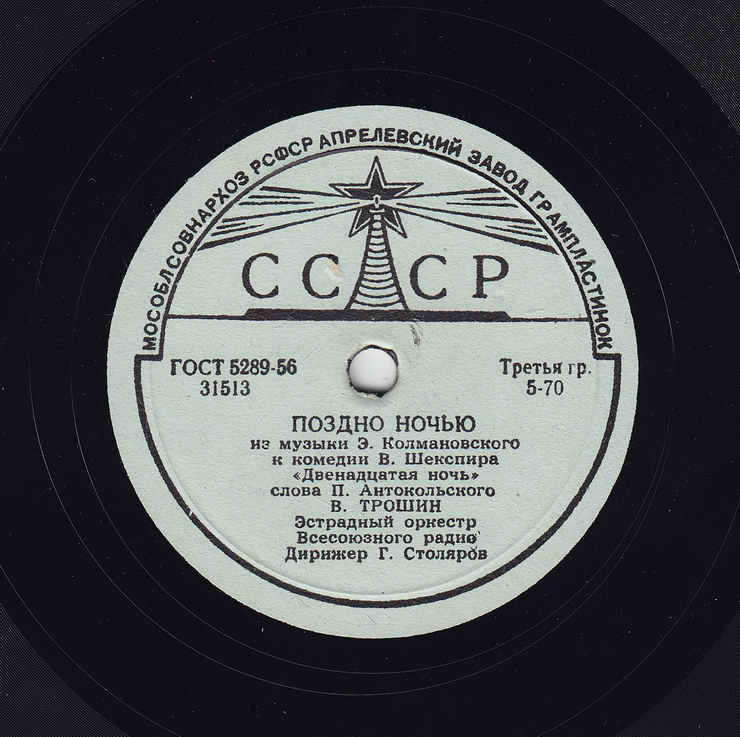 МОСОБЛСОВНАРХОЗ РСФСР АПРЕЛЕВСКИЙ ЗАВОД ГРАМПЛАСТИНОК
СССР
ГОСТ 5289-56
31513
Третья гр.
5-70
ПОЗДНО НОЧЬЮ
из музыки Э. Колмановского
к комедии В. Шекспира
«Двенадцатая ночь»
слова П. Антокольского
В. ТРОШИН
Эстрадный оркестр
Всесоюзного радио
Дирижер Г. Столяров